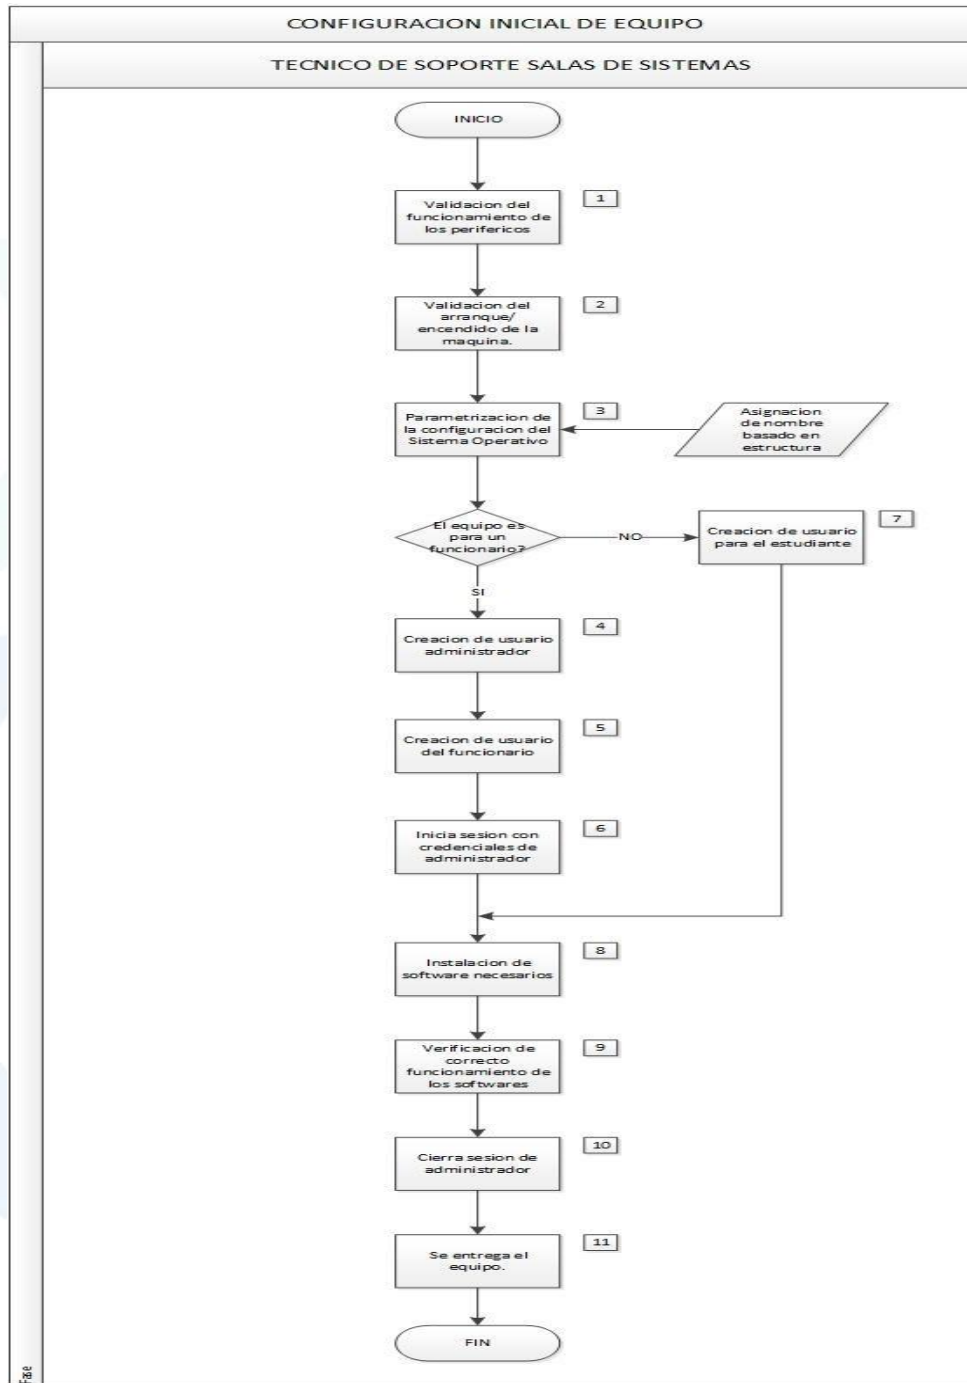 CONFIGURACION INICIAL DE EQUIPO
TECNICO DE SOPORTE SALAS DE SISTEMAS
INICIO
1
Validacion del
funcionamiento de
los perifericos
2
Validacion del
arranque/
encendido de la
maquina.
3
Parametrizacion de
la configuracion del
Sistema Operativo
Asignacion
de nombre
basado en
estructura
El equipo es
para un
funcionario?
NO
7
Creacion de usuario
para el estudiante
SI
4
Creacion de usuario
administrador
5
Creacion de usuario
del funcionario
6
Inicia sesion con
credenciales de
administrador
8
Instalacion de
software necesarios
9
Verificacion de
correcto
funcionamiento de
los softwares
10
Cierra sesion de
administrador
11
Se entrega el
equipo.
FIN
Fase